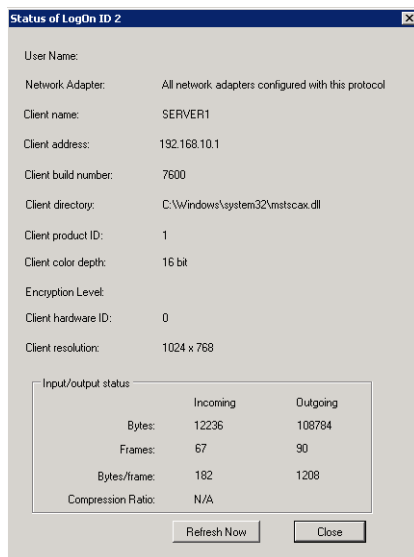 Status of LogOn ID 2
User Name:
Network Adapter: All network adapters configured with this protocol
Client name: SERVER1
Client address: 192.168.10.1
Client build number: 7600
Client directory: C:\Windows\system32\mstscax.dll
Client product ID: 1
Client color depth: 16 bit
Encryption Level:
Client hardware ID: 0
Client resolution: 1024 x 768
Input/output status
Incoming Outgoing
Bytes: 12236 108784
Frames: 67 90
Bytes/frame: 182 1208
Compression Ratio: N/A
Refresh Now Close